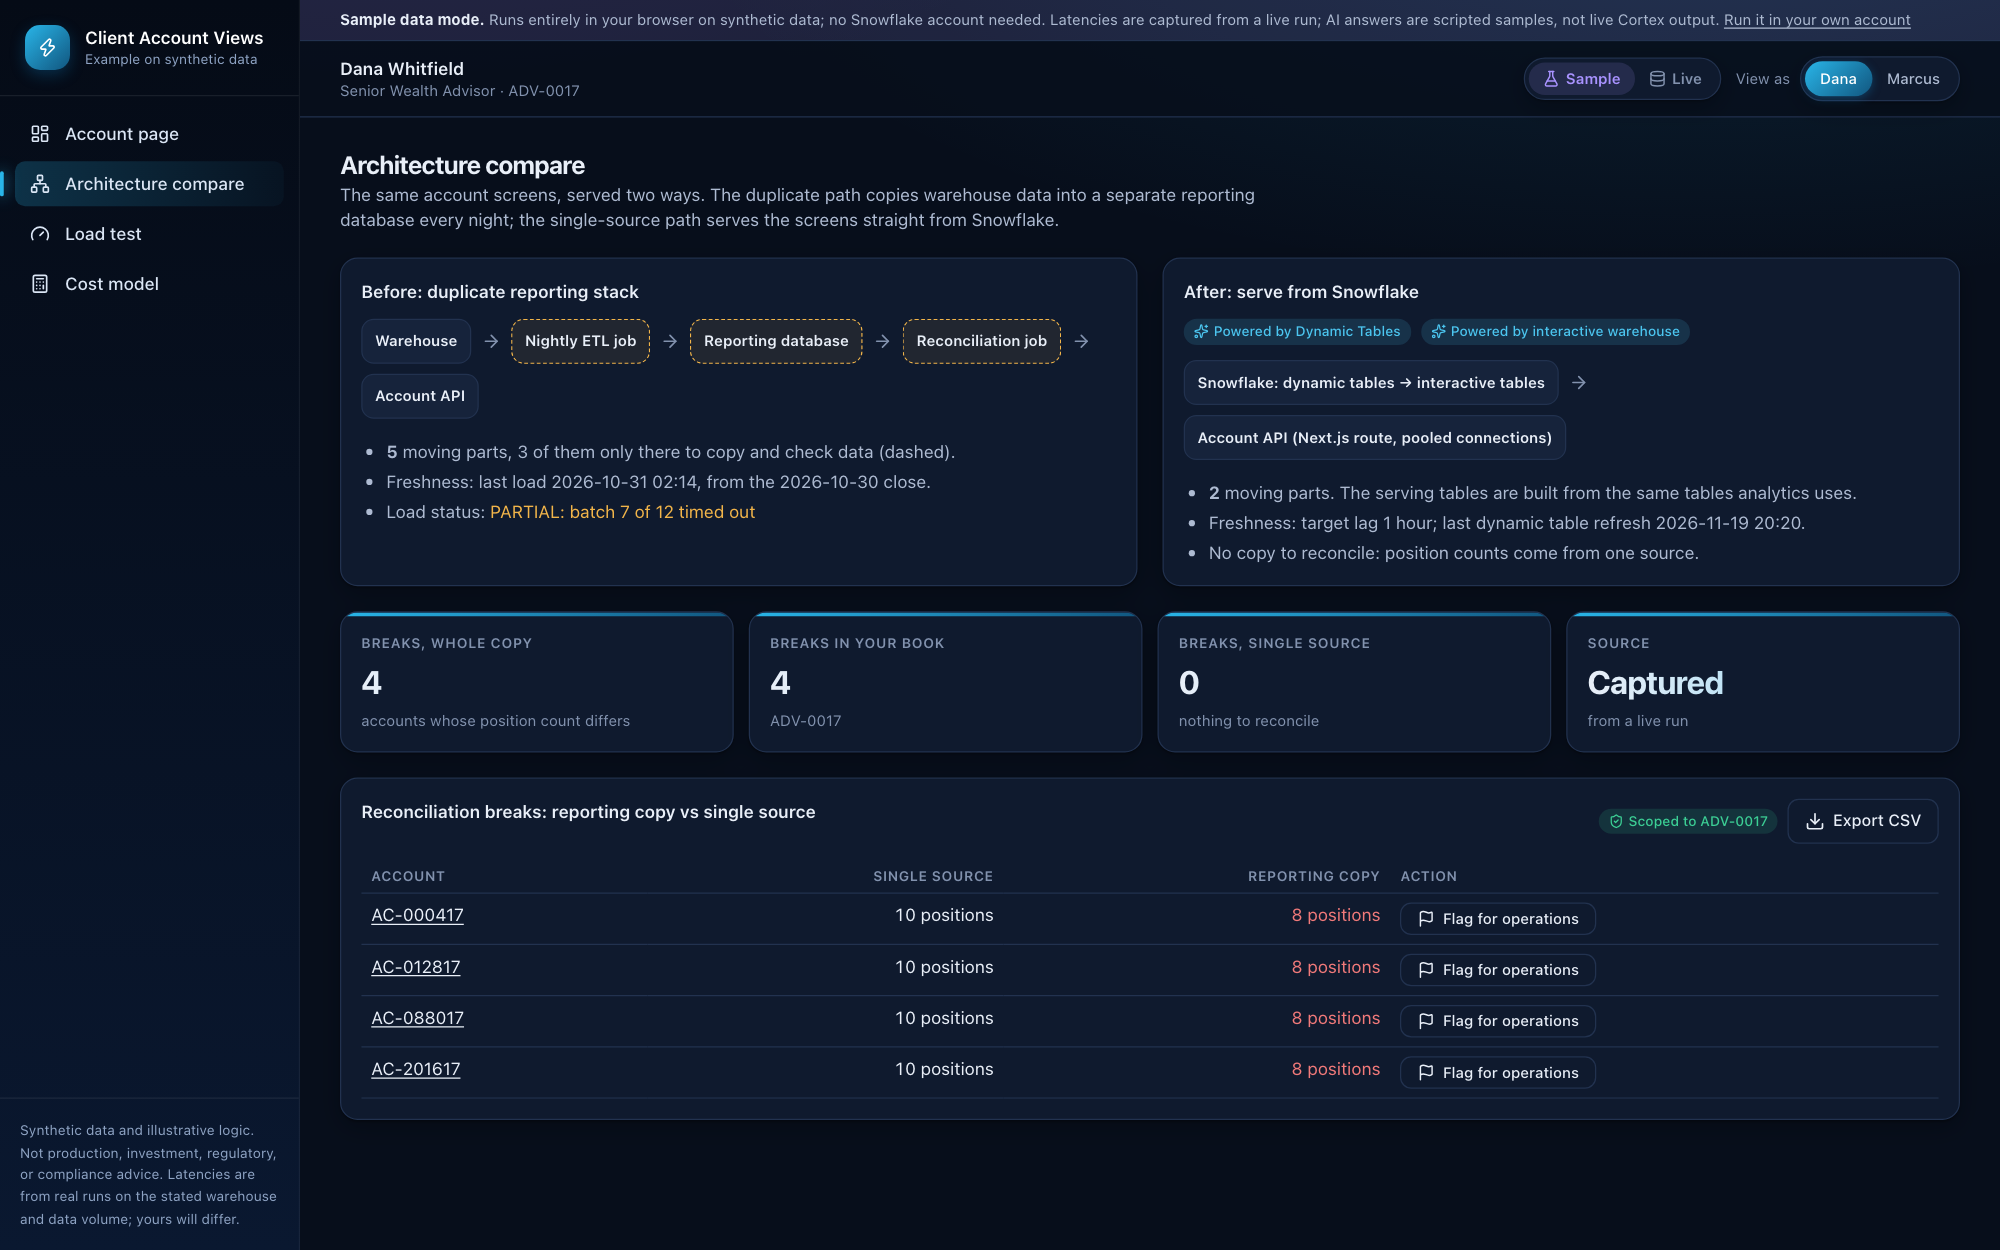 Client Account Views
Example on synthetic data
Account page
Architecture compare
Load test
Cost model
Synthetic data and illustrative logic.
Not production, investment, regulatory,
or compliance advice. Latencies are
from real runs on the stated warehouse
and data volume; yours will differ.
Sample data mode. Runs entirely in your browser on synthetic data; no Snowflake account needed. Latencies are captured from a live run; AI answers are scripted samples, not live Cortex output. Run it in your own account
Dana Whitfield
Senior Wealth Advisor · ADV-0017
Sample Live View as Dana Marcus
Architecture compare
The same account screens, served two ways. The duplicate path copies warehouse data into a separate reporting
database every night; the single-source path serves the screens straight from Snowflake.
Before: duplicate reporting stack
Warehouse → Nightly ETL job → Reporting database → Reconciliation job →
Account API
• 5 moving parts, 3 of them only there to copy and check data (dashed).
• Freshness: last load 2026-10-31 02:14, from the 2026-10-30 close.
• Load status: PARTIAL: batch 7 of 12 timed out
After: serve from Snowflake
Powered by Dynamic Tables Powered by interactive warehouse
Snowflake: dynamic tables → interactive tables →
Account API (Next.js route, pooled connections)
• 2 moving parts. The serving tables are built from the same tables analytics uses.
• Freshness: target lag 1 hour; last dynamic table refresh 2026-11-19 20:20.
• No copy to reconcile: position counts come from one source.
BREAKS, WHOLE COPY
4
accounts whose position count differs
BREAKS IN YOUR BOOK
4
ADV-0017
BREAKS, SINGLE SOURCE
0
nothing to reconcile
SOURCE
Captured
from a live run
Reconciliation breaks: reporting copy vs single source
Scoped to ADV-0017 Export CSV
ACCOUNT SINGLE SOURCE REPORTING COPY ACTION
AC-000417 10 positions 8 positions Flag for operations
AC-012817 10 positions 8 positions Flag for operations
AC-088017 10 positions 8 positions Flag for operations
AC-201617 10 positions 8 positions Flag for operations